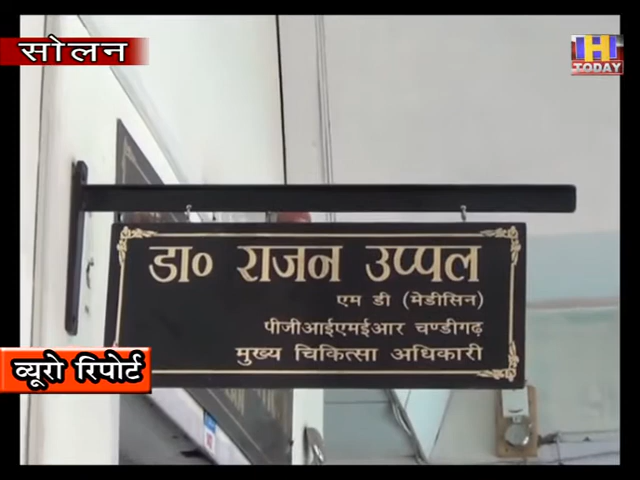 सोलन
H
TODAY
डा० राजन उप्पल
एम डी (मेडीसिन)
पीजीआईएमईआर चण्डीगढ़
मुख्य चिकित्सा अधिकारी
व्यूरो रिपोर्ट